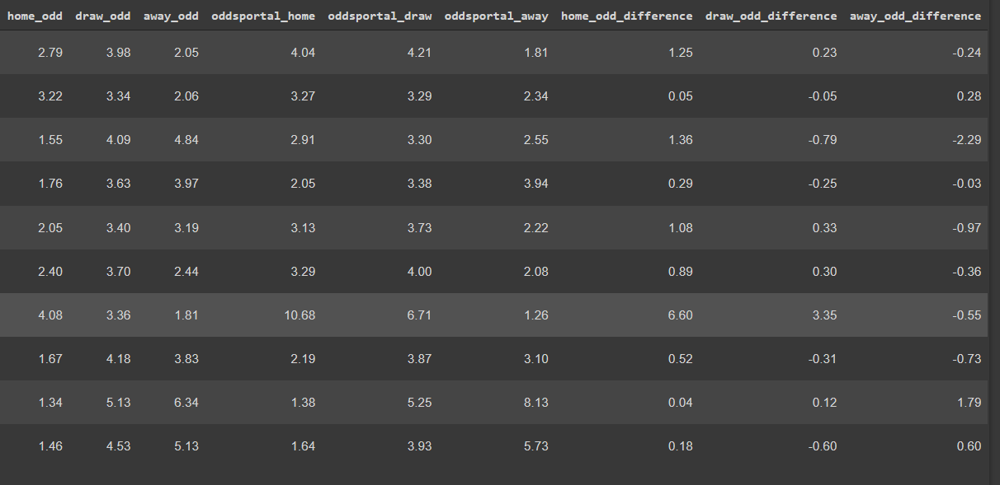 home_odd draw_odd away_odd oddsportal_home oddsportal_draw oddsportal_away home_odd_difference draw_odd_difference away_odd_difference
2.79 3.98 2.05 4.04 4.21 1.81 1.25 0.23 -0.24
3.22 3.34 2.06 3.27 3.29 2.34 0.05 -0.05 0.28
1.55 4.09 4.84 2.91 3.30 2.55 1.36 -0.79 -2.29
1.76 3.63 3.97 2.05 3.38 3.94 0.29 -0.25 -0.03
2.05 3.40 3.19 3.13 3.73 2.22 1.08 0.33 -0.97
2.40 3.70 2.44 3.29 4.00 2.08 0.89 0.30 -0.36
4.08 3.36 1.81 10.68 6.71 1.26 6.60 3.35 -0.55
1.67 4.18 3.83 2.19 3.87 3.10 0.52 -0.31 -0.73
1.34 5.13 6.34 1.38 5.25 8.13 0.04 0.12 1.79
1.46 4.53 5.13 1.64 3.93 5.73 0.18 -0.60 0.60